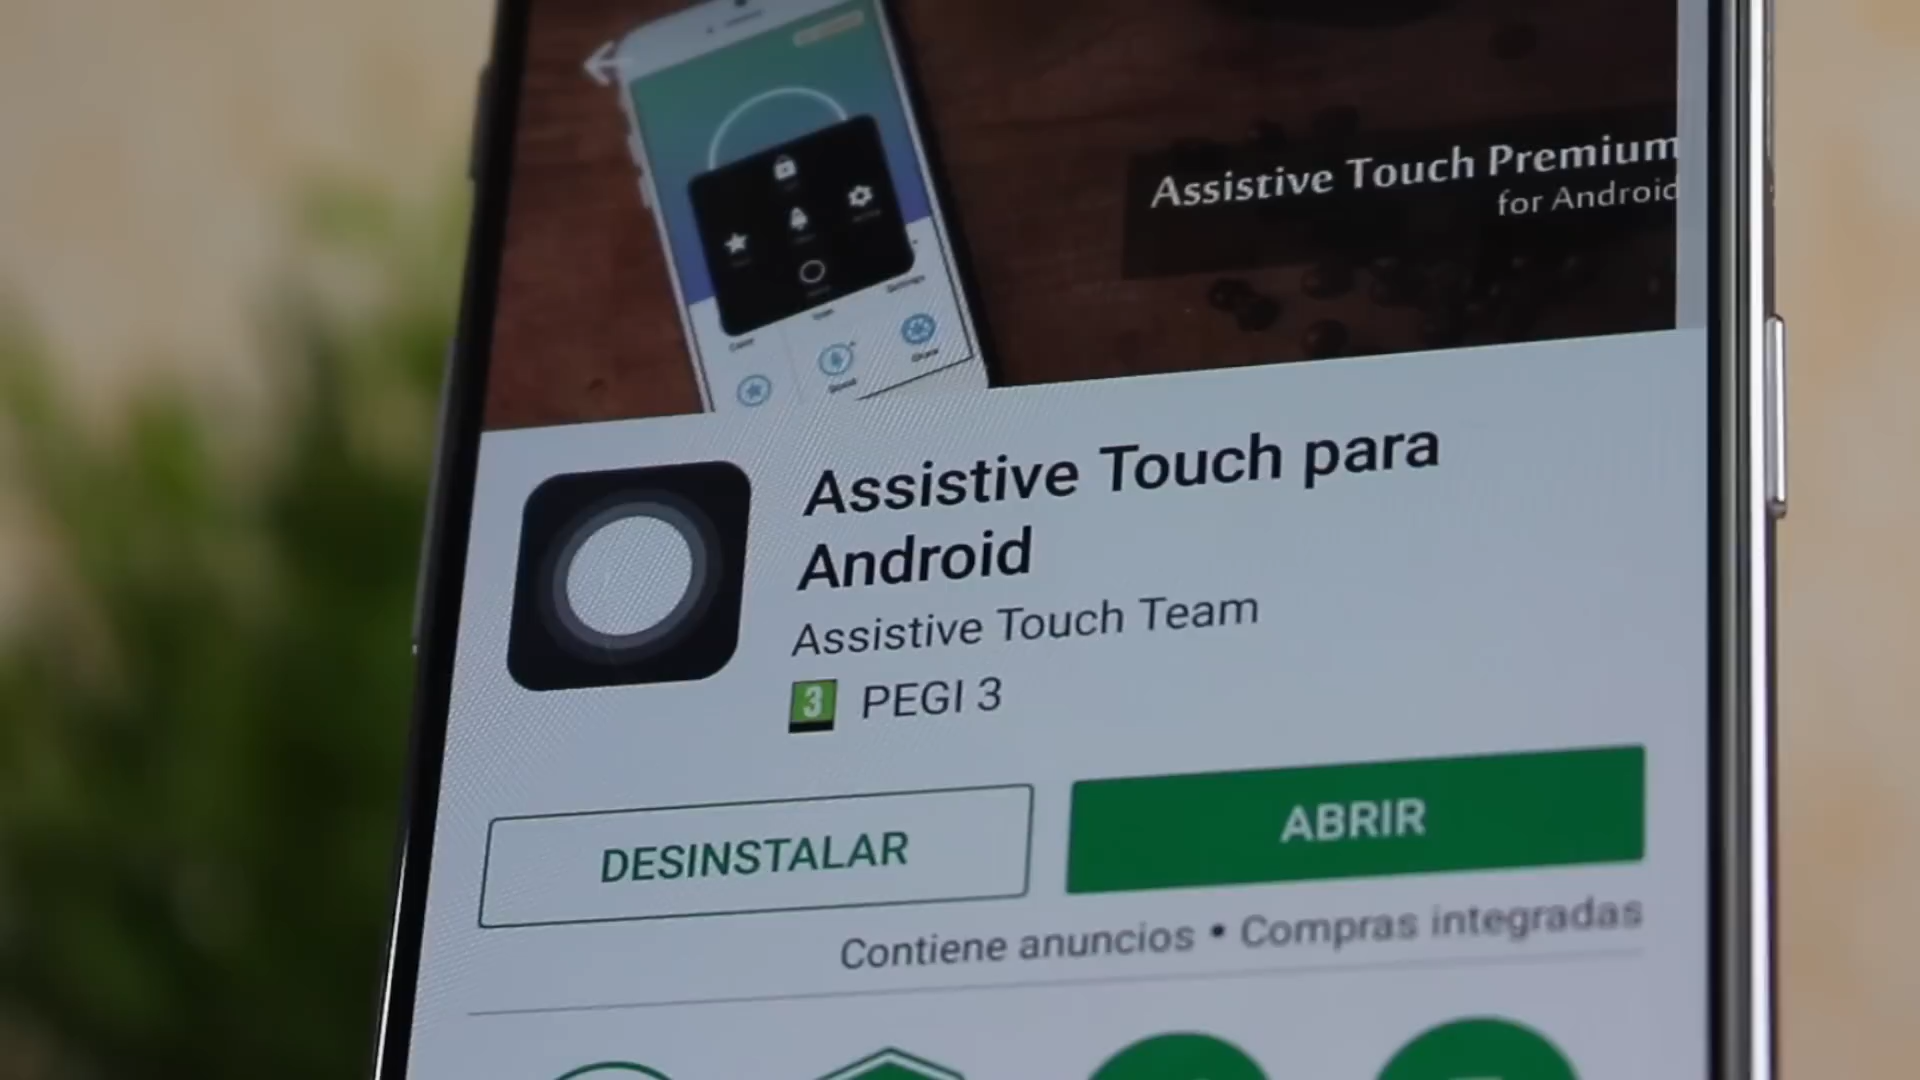 Assistive Touch Premium
for Android
Assistive Touch para
Android
Assistive Touch Team
3 PEGI 3
DESINSTALAR
ABRIR
Contiene anuncios • Compras integradas